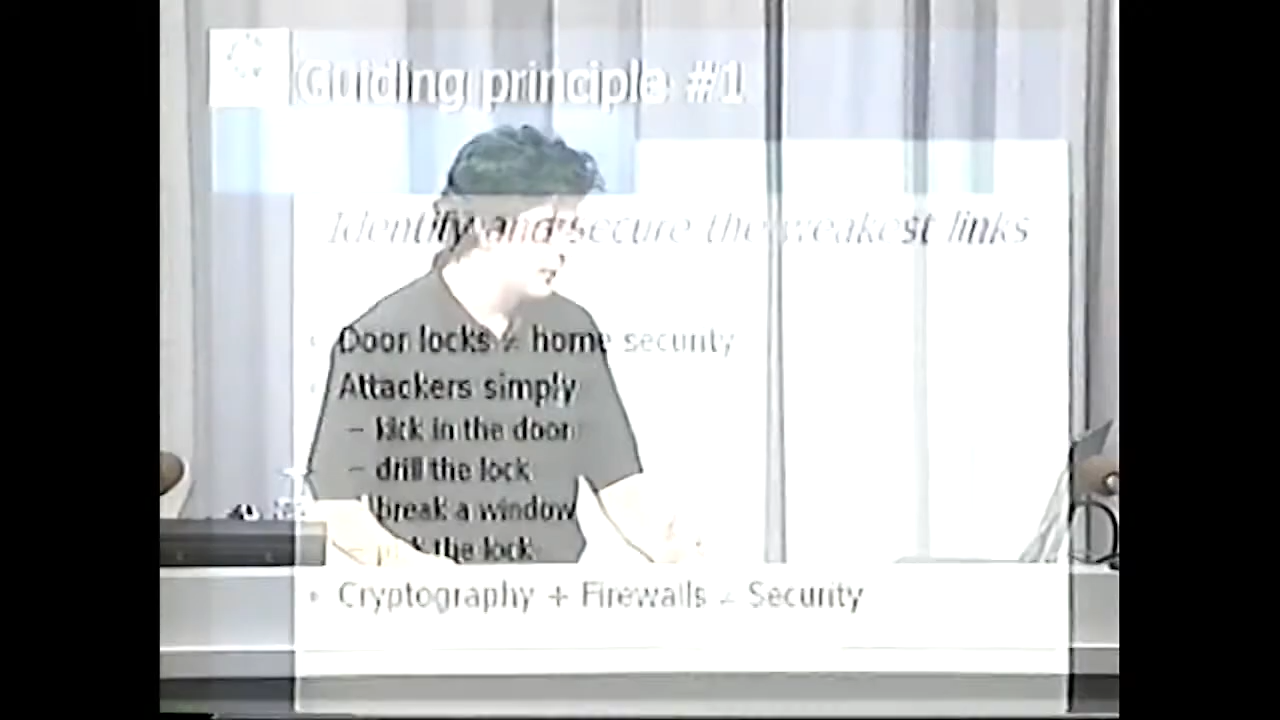 Guiding principle #1
Identify and secure the weakest links
Door locks ≠ home security
Attackers simply
– kick in the door
– drill the lock
break a window
– pick the lock
Cryptography + Firewalls ≠ Security